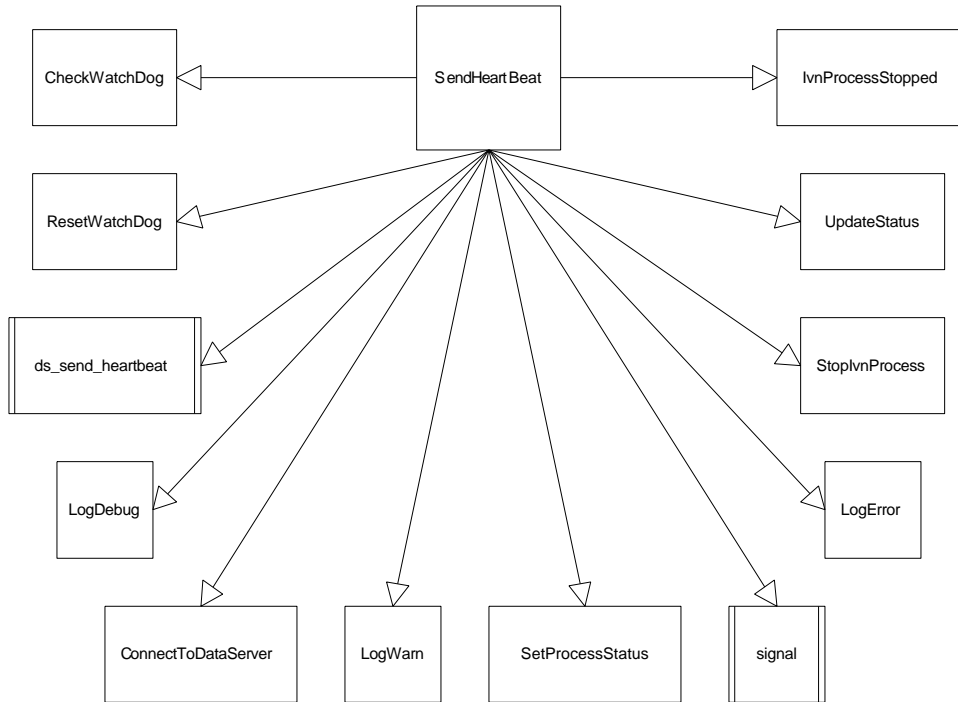 CheckWatchDog
SendHeartBeat
IvnProcessStopped
ResetWatchDog
UpdateStatus
ds_send_heartbeat
StopIvnProcess
LogDebug
LogError
ConnectToDataServer
LogWarn
SetProcessStatus
signal